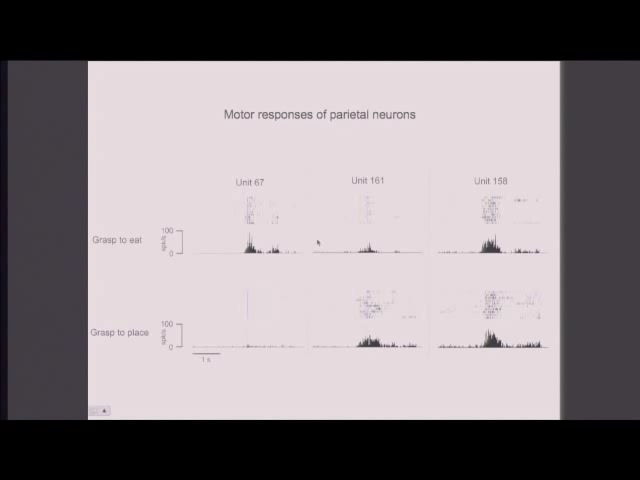 Motor responses of parietal neurons
Unit 67 Unit 161 Unit 158
Grasp to eat
100
spk/s
0
Grasp to place
100
spk/s
0
1 s